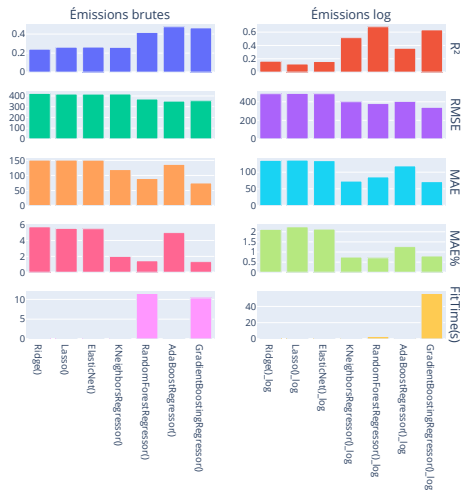 Émissions brutes
Émissions log
0.4
0.2
0
0.6
0.4
0.2
0
R²
400
300
200
100
0
400
200
0
RMSE
150
100
50
0
100
50
0
MAE
6
4
2
0
2
1.5
1
0.5
0
MAE%
10
5
0
40
20
0
FitTime(s)
Ridge()
Lasso()
ElasticNet()
KNeighborsRegressor()
RandomForestRegressor()
AdaBoostRegressor()
GradientBoostingRegressor()
Ridge()_log
Lasso()_log
ElasticNet()_log
KNeighborsRegressor()_log
RandomForestRegressor()_log
AdaBoostRegressor()_log
GradientBoostingRegressor()_log